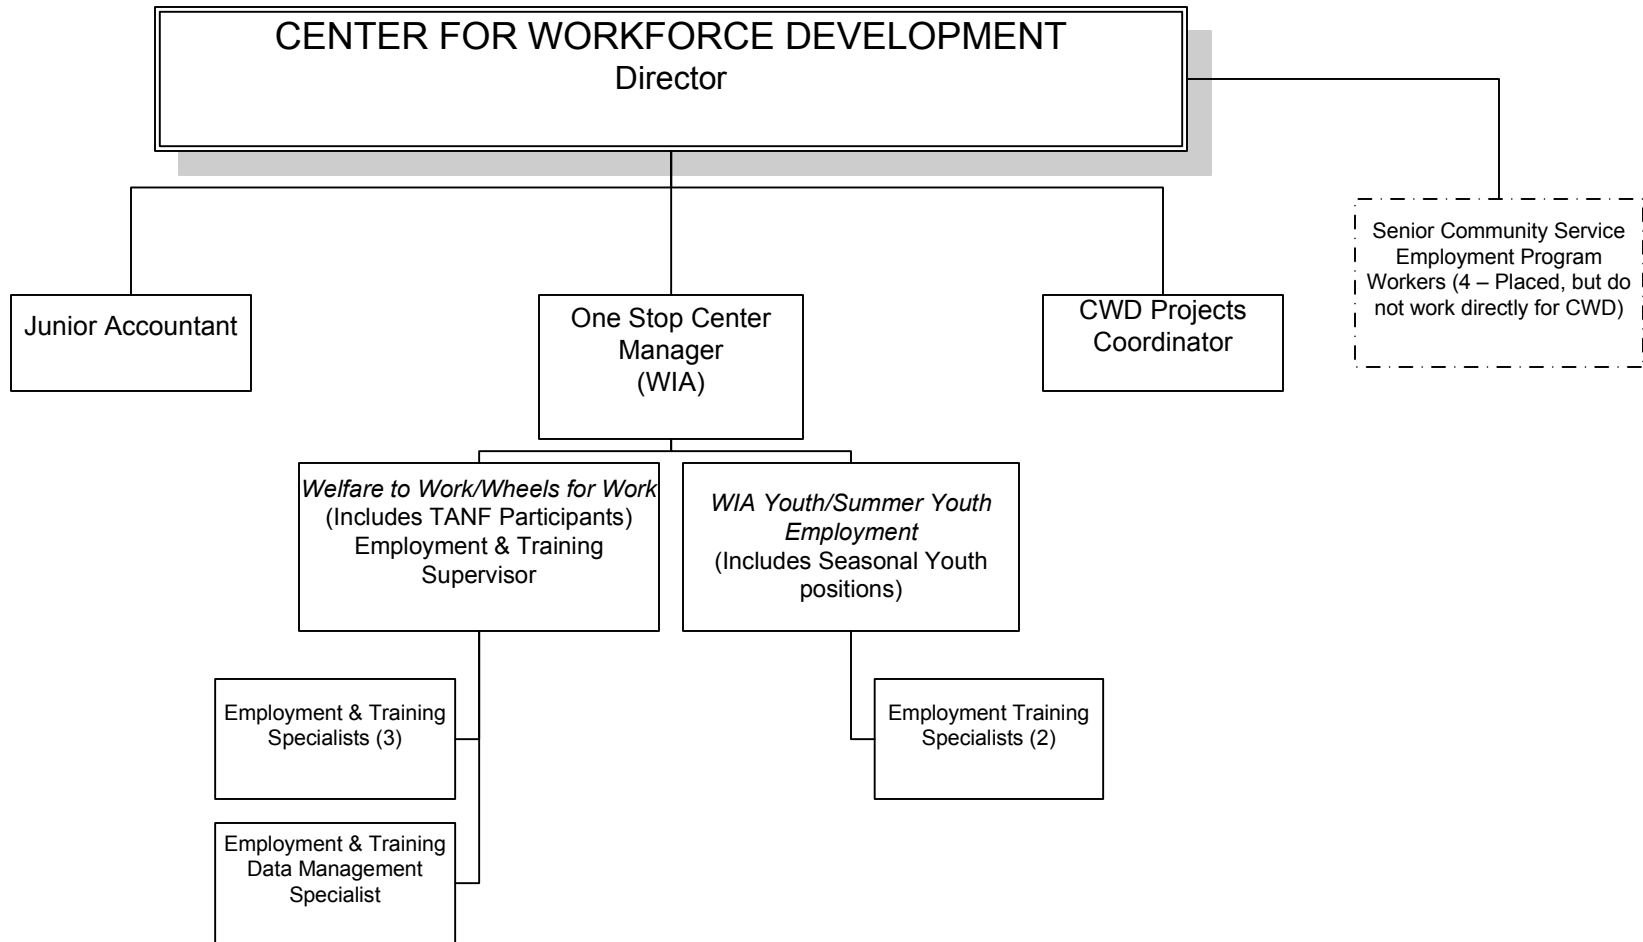 CENTER FOR WORKFORCE DEVELOPMENT
Director
Senior Community Service
Employment Program
Workers (4 – Placed, but do
not work directly for CWD)
Junior Accountant
One Stop Center
Manager
(WIA)
CWD Projects
Coordinator
Welfare to Work/Wheels for Work
(Includes TANF Participants)
Employment & Training
Supervisor
WIA Youth/Summer Youth
Employment
(Includes Seasonal Youth
positions)
Employment & Training
Specialists (3)
Employment Training
Specialists (2)
Employment & Training
Data Management
Specialist